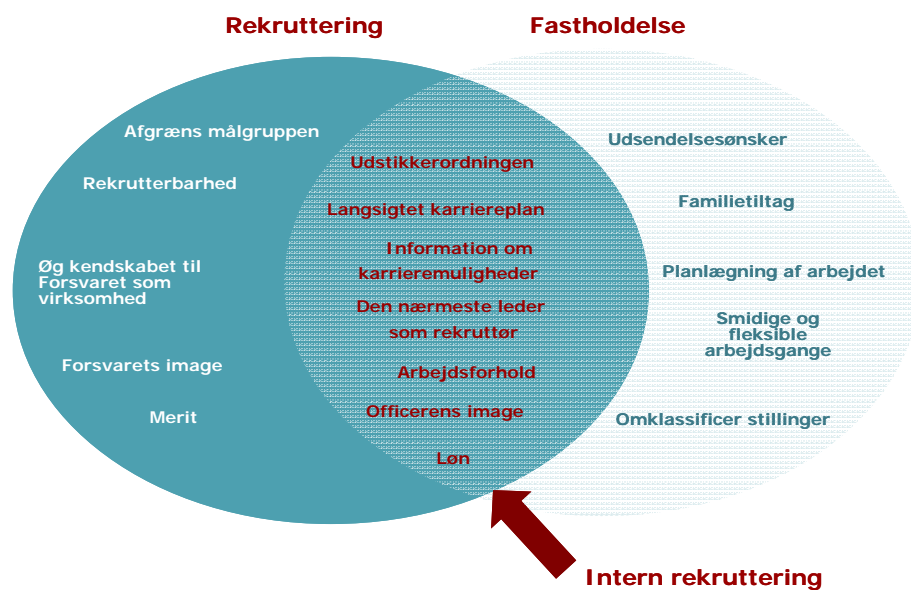 Rekruttering
Fastholdelse
Afgræns målgruppen
Rekrutterbarhed
Øg kendskabet til
Forsvaret som
virksomhed
Forsvarets image
Merit
Udstikkerordningen
Langsigtet karriereplan
Information om
karrieremuligheder
Den nærmeste leder
som rekruttør
Arbejdsforhold
Officerens image
Løn
Udsendelsesønsker
Familietiltag
Planlægning af arbejdet
Smidige og
fleksible
arbejdsgange
Omklassificer stillinger
Intern rekruttering